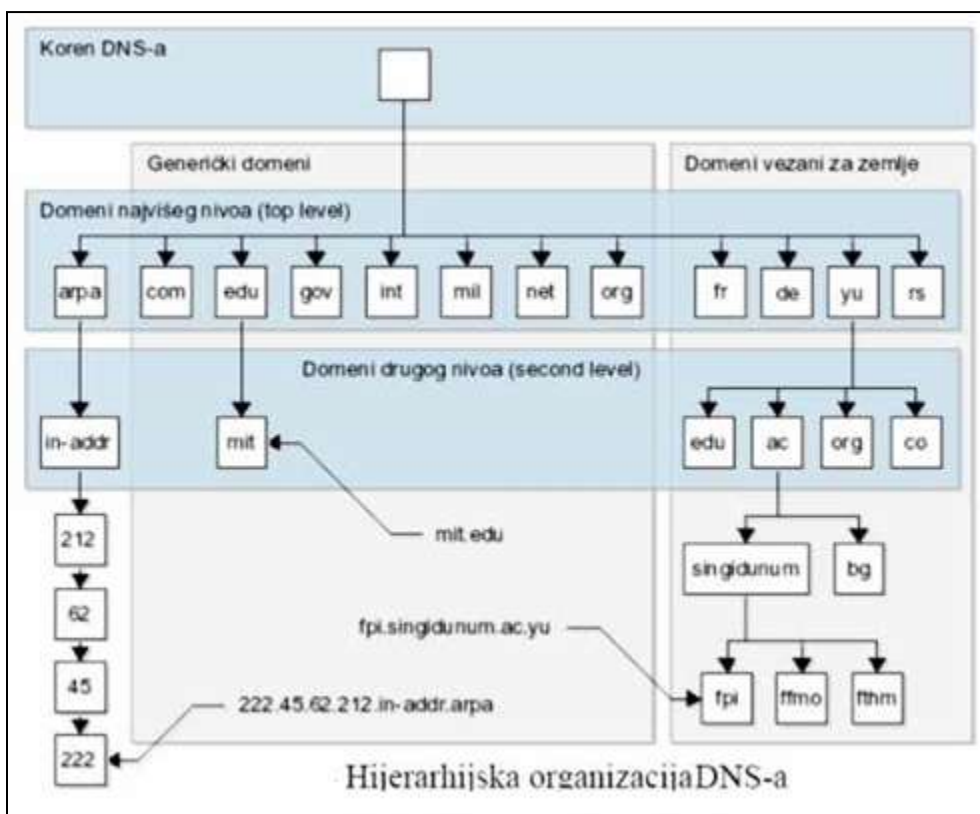 Koren DNS-a
Generički domeni
Domeni vezani za zemlje
Domeni najvišeg nivoa (top level)
arpa com edu gov int mil net org fr de yu rs
Domeni drugog nivoa (second level)
in-addr mit edu ac org co
212
mit.edu
singidunum bg
62
fpi.singidunum.ac.yu
45
fpi ffmo fthm
222.45.62.212.in-addr.arpa
222
Hijerarhijska organizacija DNS-a